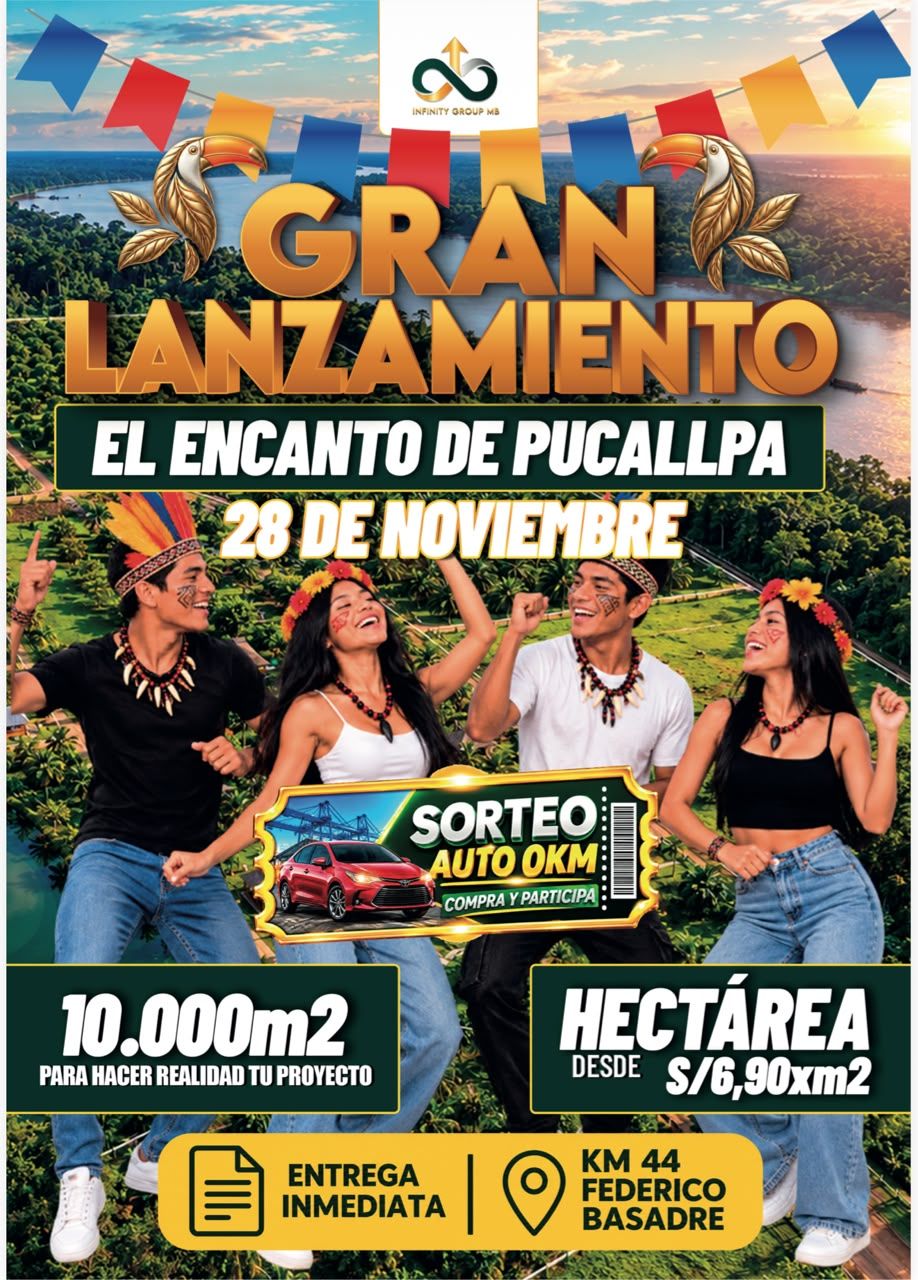 INFINITY GROUP MB
GRAN
LANZAMIENTO
EL ENCANTO DE PUCALLPA
28 DE NOVIEMBRE
SORTEO
AUTO 0KM
COMPRA Y PARTICIPA
10.000m2
PARA HACER REALIDAD TU PROYECTO
HECTÁREA
DESDE S/6,90xm2
ENTREGA
INMEDIATA
KM 44
FEDERICO
BASADRE